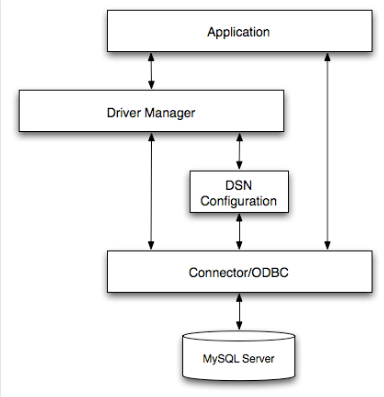 Application
Driver Manager
DSN
Configuration
Connector/ODBC
MySQL Server